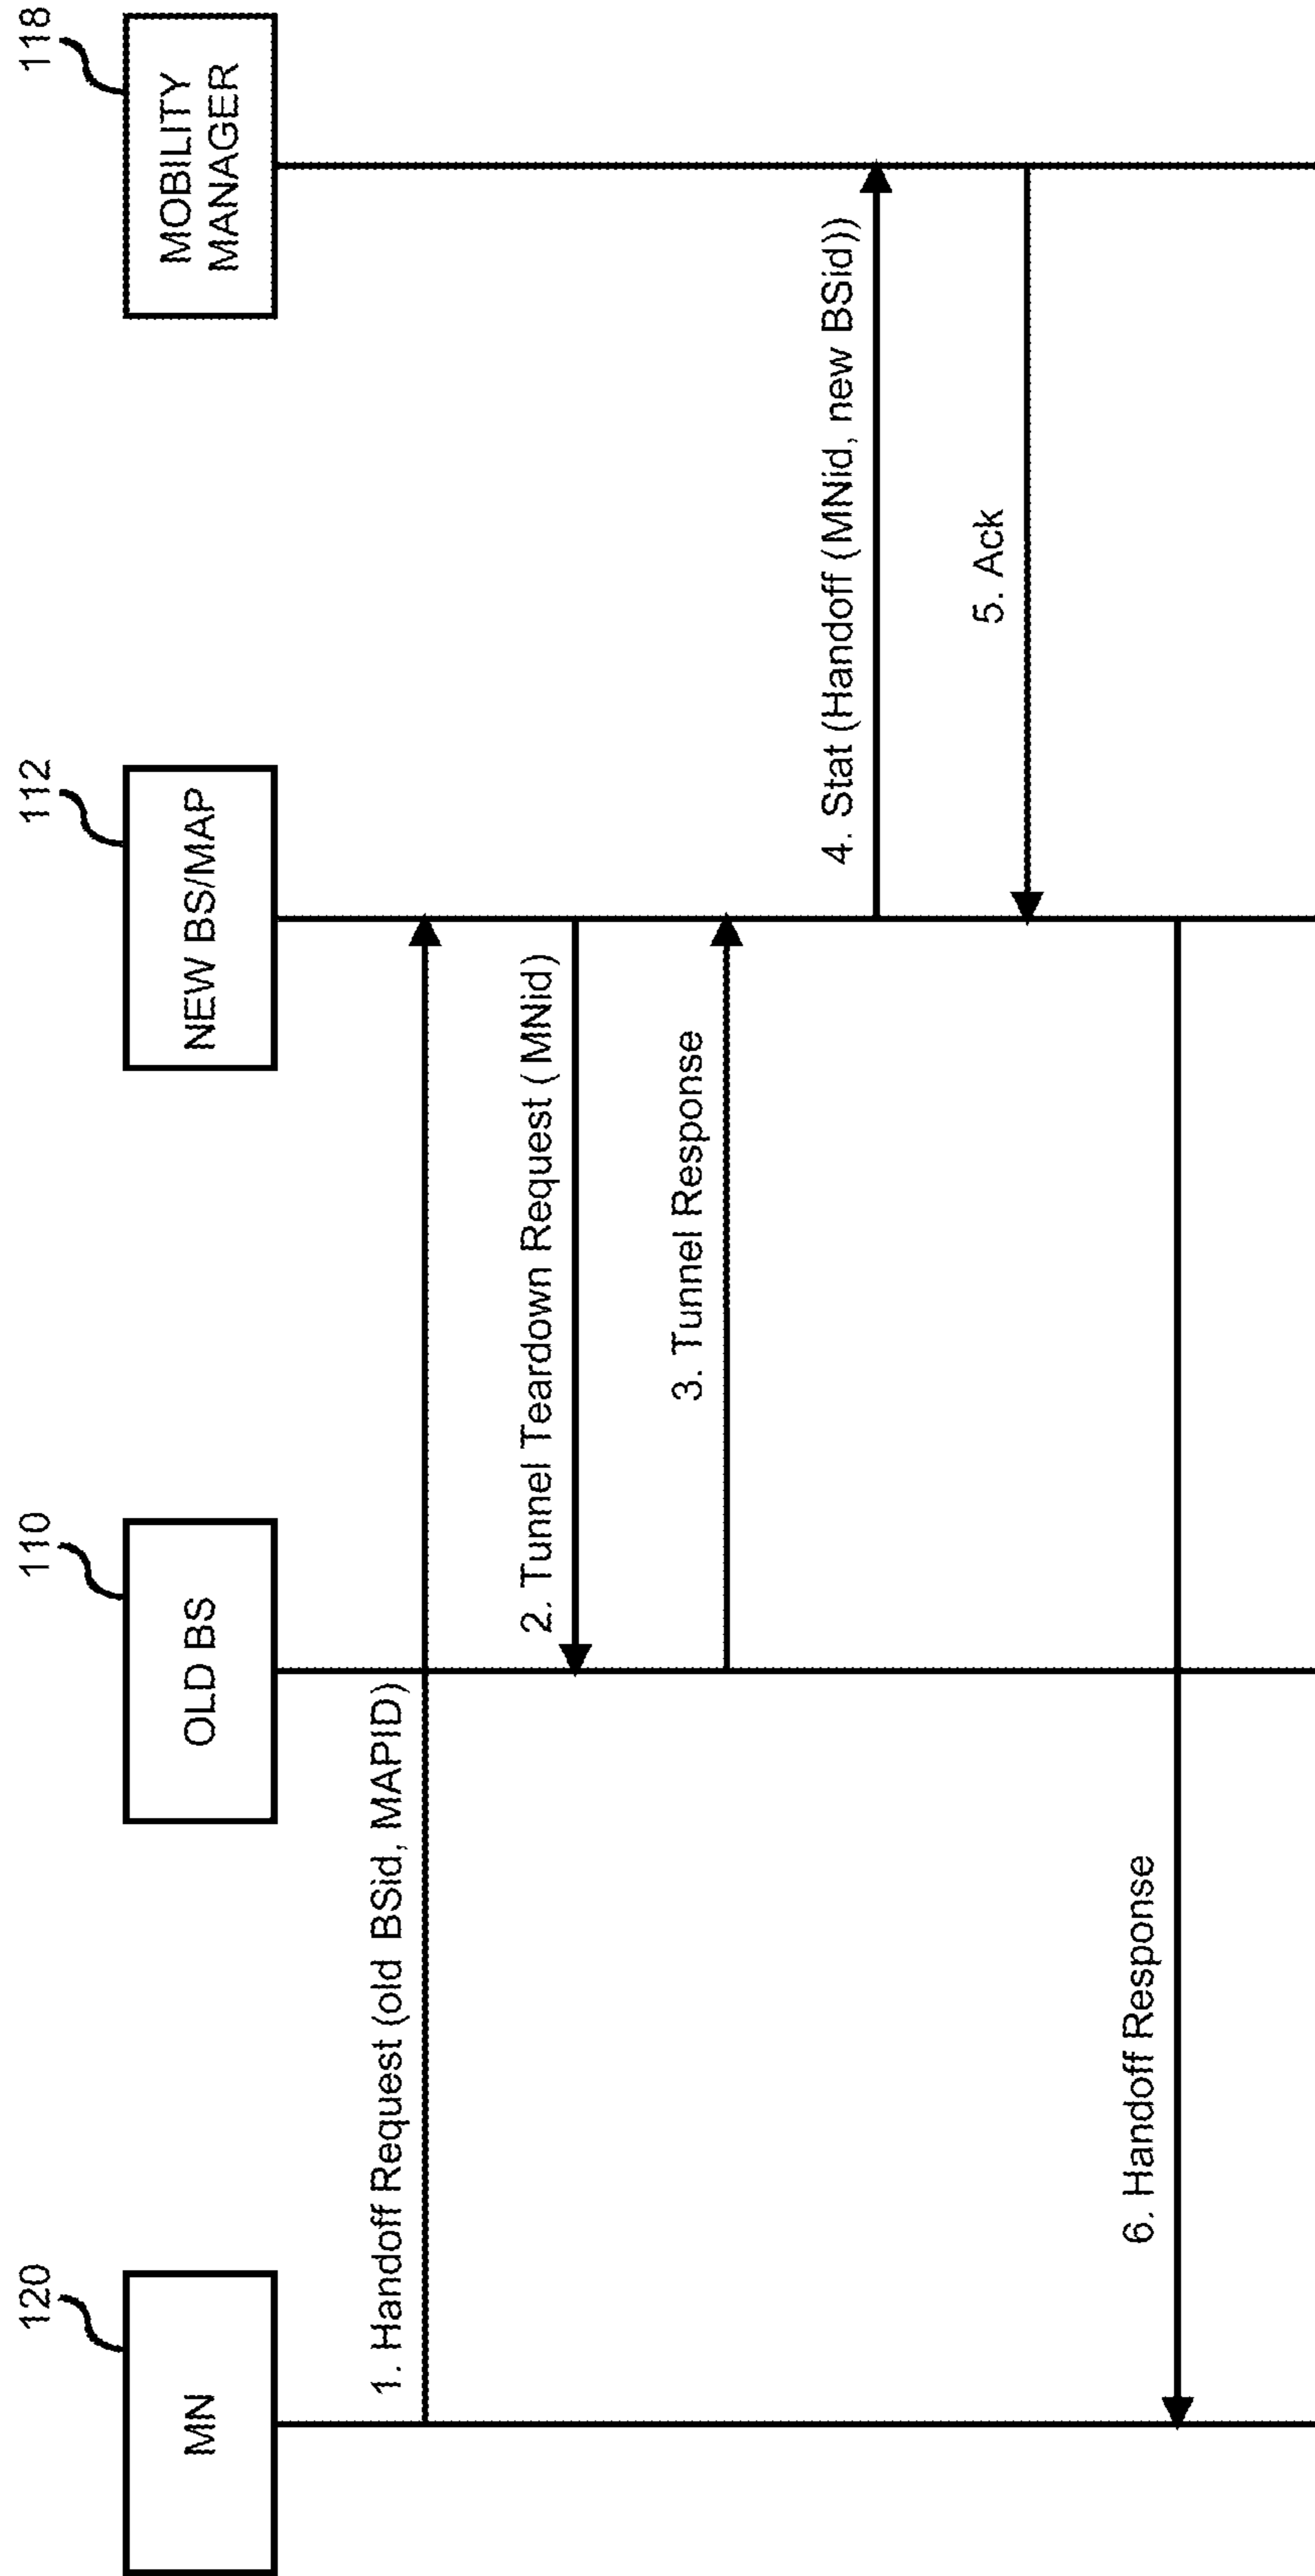 120
110
112
118
MN
OLD BS
NEW BS/MAP
MOBILITY
MANAGER
1. Handoff Request (old BSid, MAPID)
2. Tunnel Teardown Request ( MNid)
3. Tunnel Response
4. Stat (Handoff (MNid, new BSid))
5. Ack
6. Handoff Response